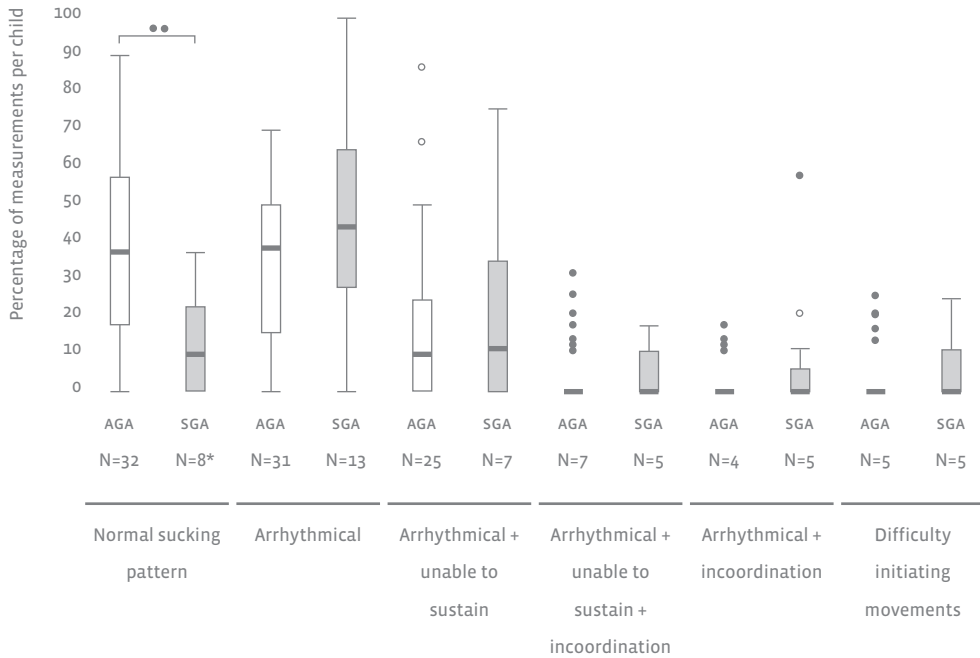 Percentage of measurements per child
100
90
80
70
60
50
40
30
20
10
0
AGA SGA AGA SGA AGA SGA AGA SGA AGA SGA AGA SGA
N=32 N=8* N=31 N=13 N=25 N=7 N=7 N=5 N=4 N=5 N=5 N=5
Normal sucking
pattern
Arrhythmical
Arrhythmical +
unable to
sustain
Arrhythmical +
unable to
sustain +
incoordination
Arrhythmical +
incoordination
Difficulty
initiating
movements